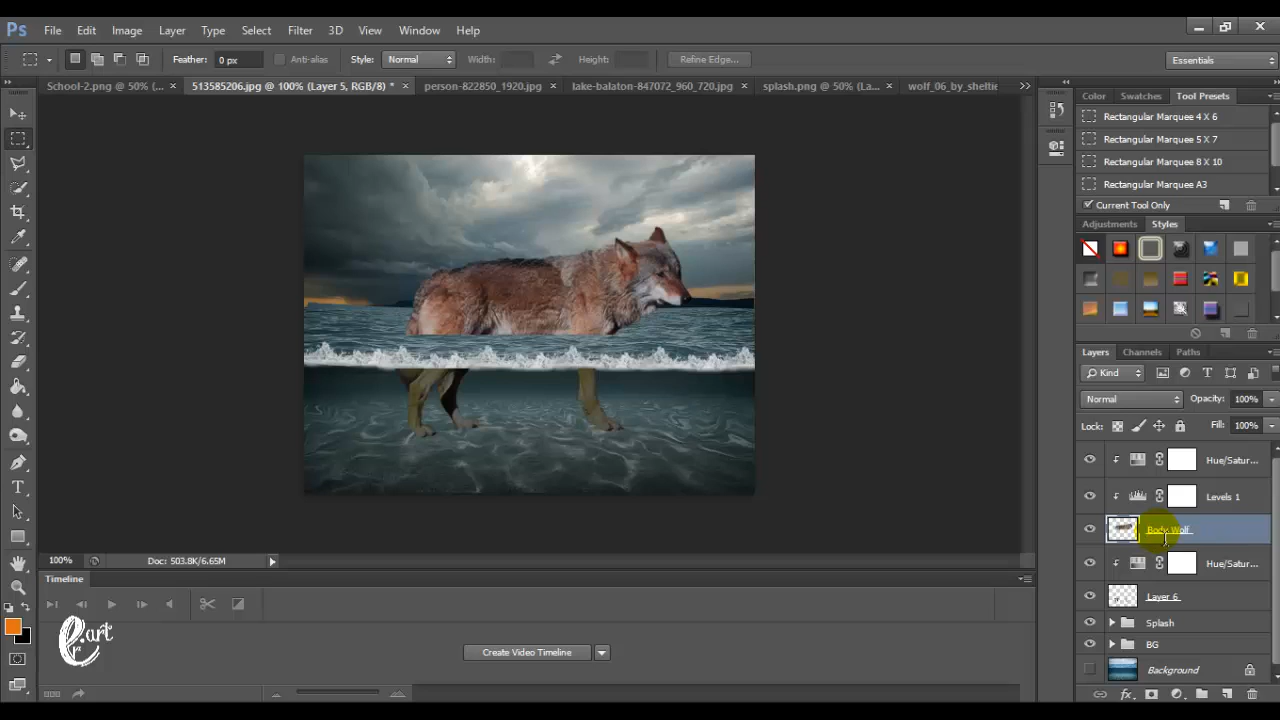 Ps File Edit Image Layer Type Select Filter 3D View Window Help
Feather: 0 px Anti-alias Style: Normal Width: Height: Refine Edge... Essentials
School-2.png @ 50% (... × 513585206.jpg @ 100% (Layer 5, RGB/8) * × person-822850_1920.jpg × lake-balaton-847072_960_720.jpg × splash.png @ 50% (La... × wolf_06_by_sheltie
Color Swatches Tool Presets
Rectangular Marquee 4 X 6
Rectangular Marquee 5 X 7
Rectangular Marquee 8 X 10
Rectangular Marquee A3
Current Tool Only
Adjustments Styles
Layers Channels Paths
Kind
Normal Opacity: 100%
Lock: Fill: 100%
Hue/Satur...
Levels 1
Body Wolf
Hue/Satur...
Layer 6
Splash
BG
Background
100% Doc: 503.8K/6.75M
Timeline
Create Video Timeline